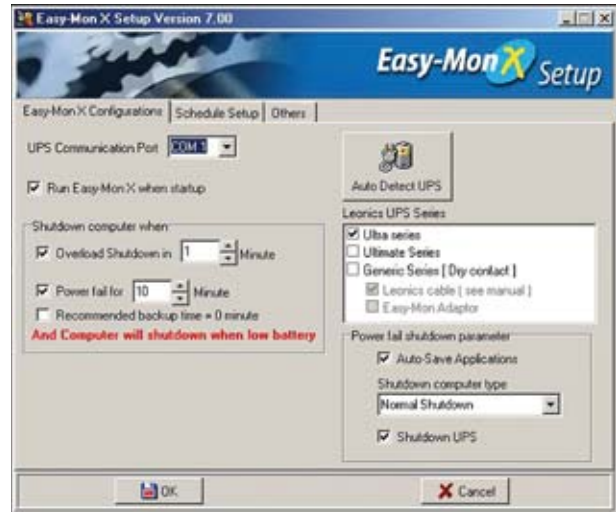 Easy-Mon X Setup Version 7.00
Easy-Mon X Setup
Easy-Mon X Configurations
Schedule Setup
Others
UPS Communication Port
COM 1
Run Easy-Mon X when startup
Auto Detect UPS
Shutdown computer when
Overload Shutdown in 1 Minute
Power fail for 10 Minute
Recommended backup time = 0 minute
And Computer will shutdown when low battery
Leonics UPS Series
Ultra series
Ultimate Series
Generic Series [ Dry contact ]
Leonics cable ( see manual )
Easy-Mon Adaptor
Power fail shutdown parameter
Auto-Save Applications
Shutdown computer type
Normal Shutdown
Shutdown UPS
OK
Cancel